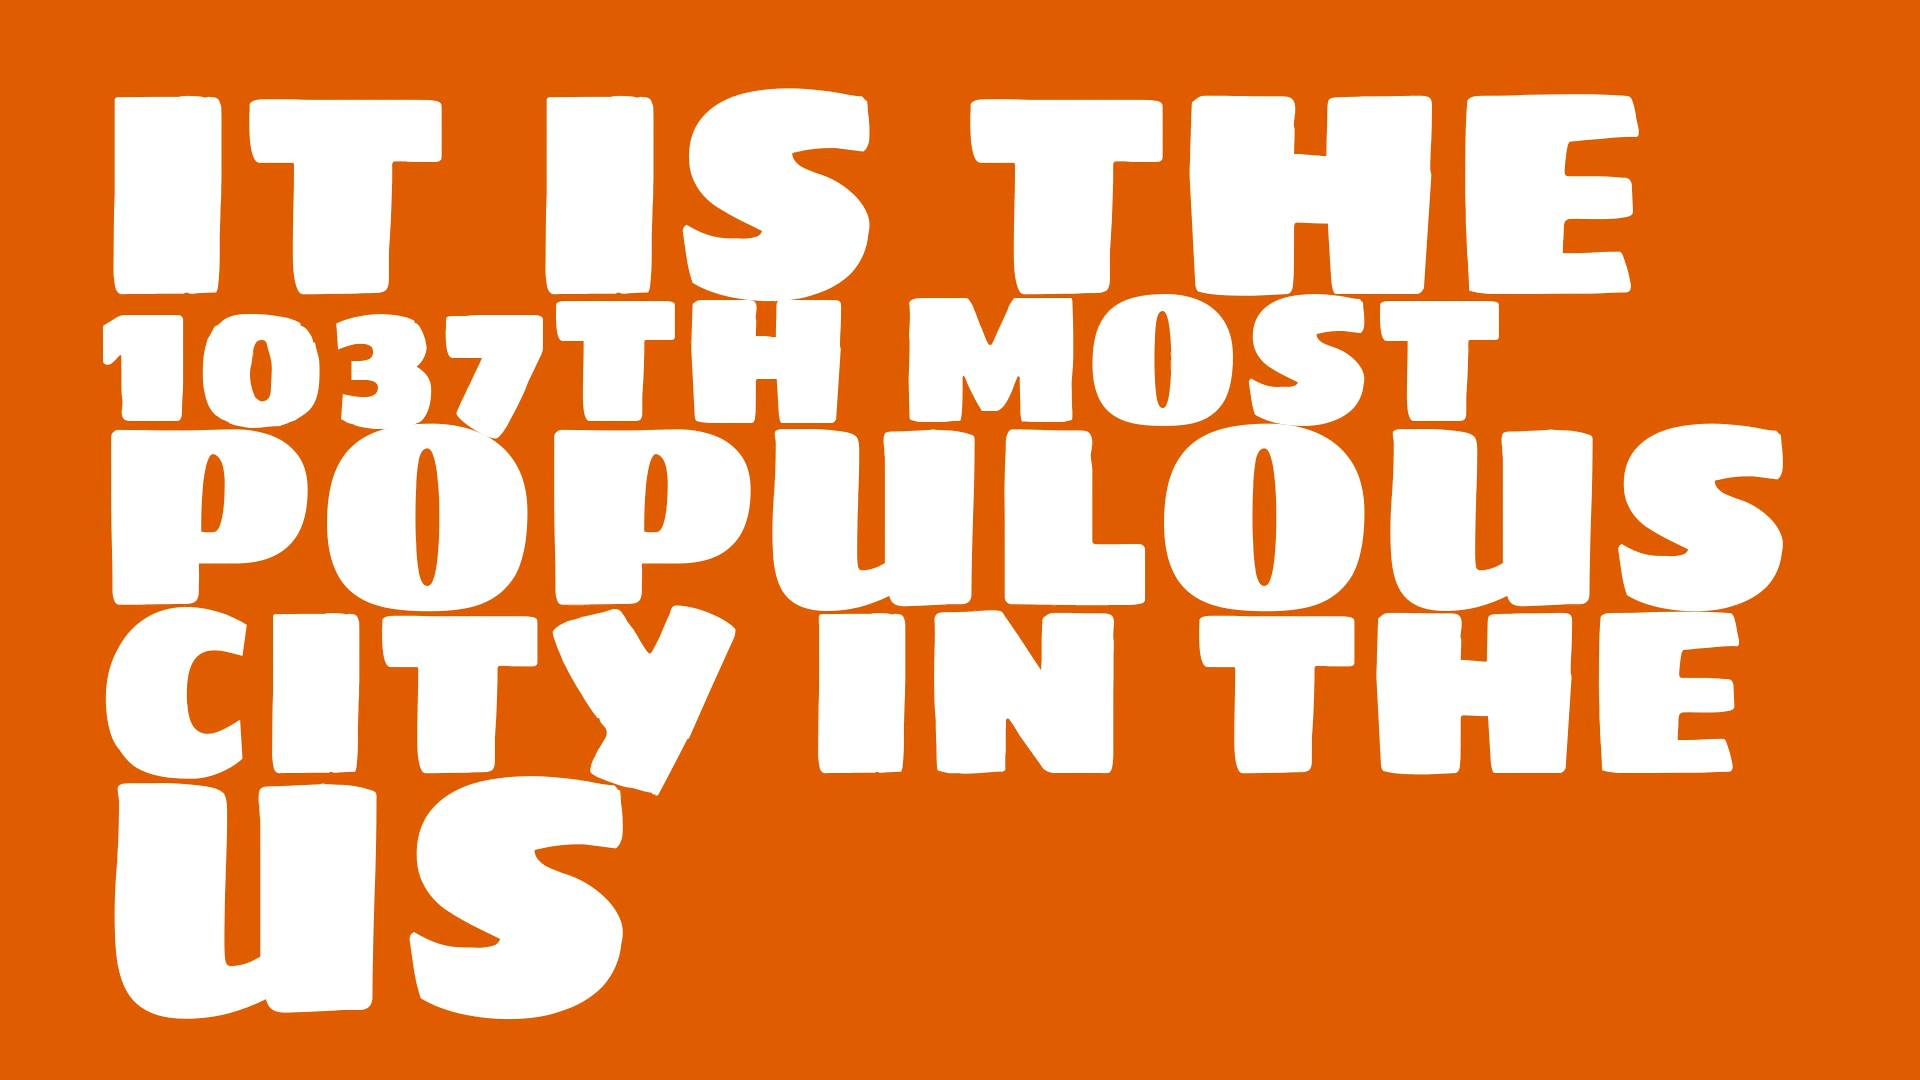 IT IS THE
1037TH MOST
POPULOUS
CITY IN THE
US